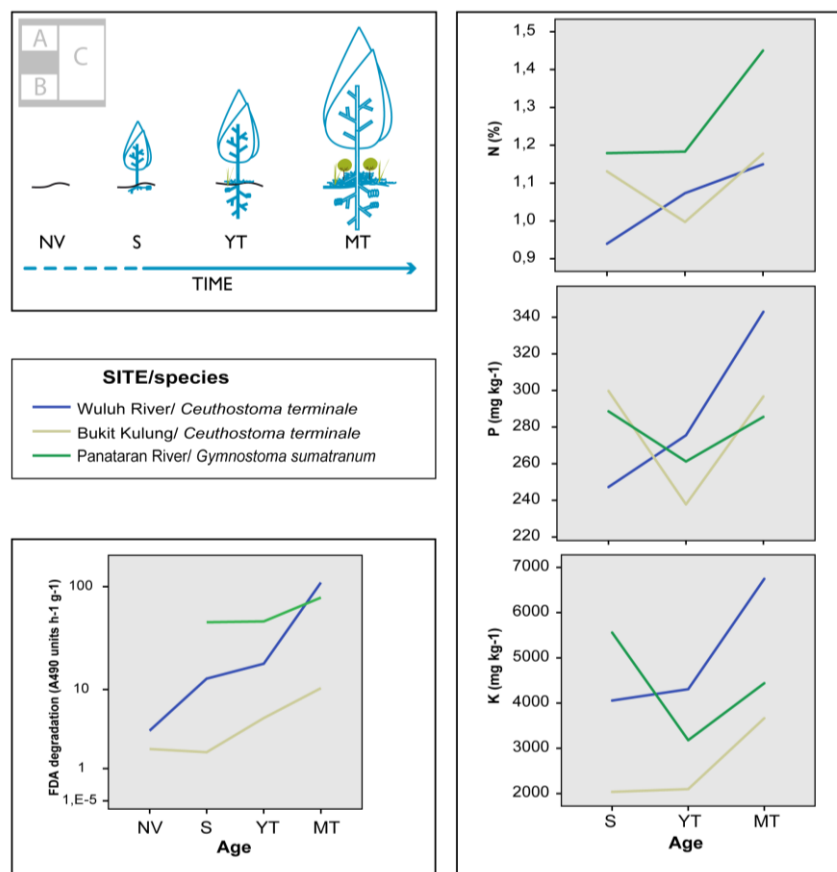 A
B
C
NV
S
YT
MT
TIME
SITE/species
Wuluh River/ Ceuthostoma terminale
Bukit Kulung/ Ceuthostoma terminale
Panataran River/ Gymnostoma sumatranum
FDA degradation (A490 units h-1 g-1)
100
10
1
1,E-5
NV
S
YT
MT
Age
N (%)
1,5
1,4
1,3
1,2
1,1
1,0
0,9
P (mg kg-1)
340
320
300
280
260
240
220
K (mg kg-1)
7000
6000
5000
4000
3000
2000
S
YT
MT
Age